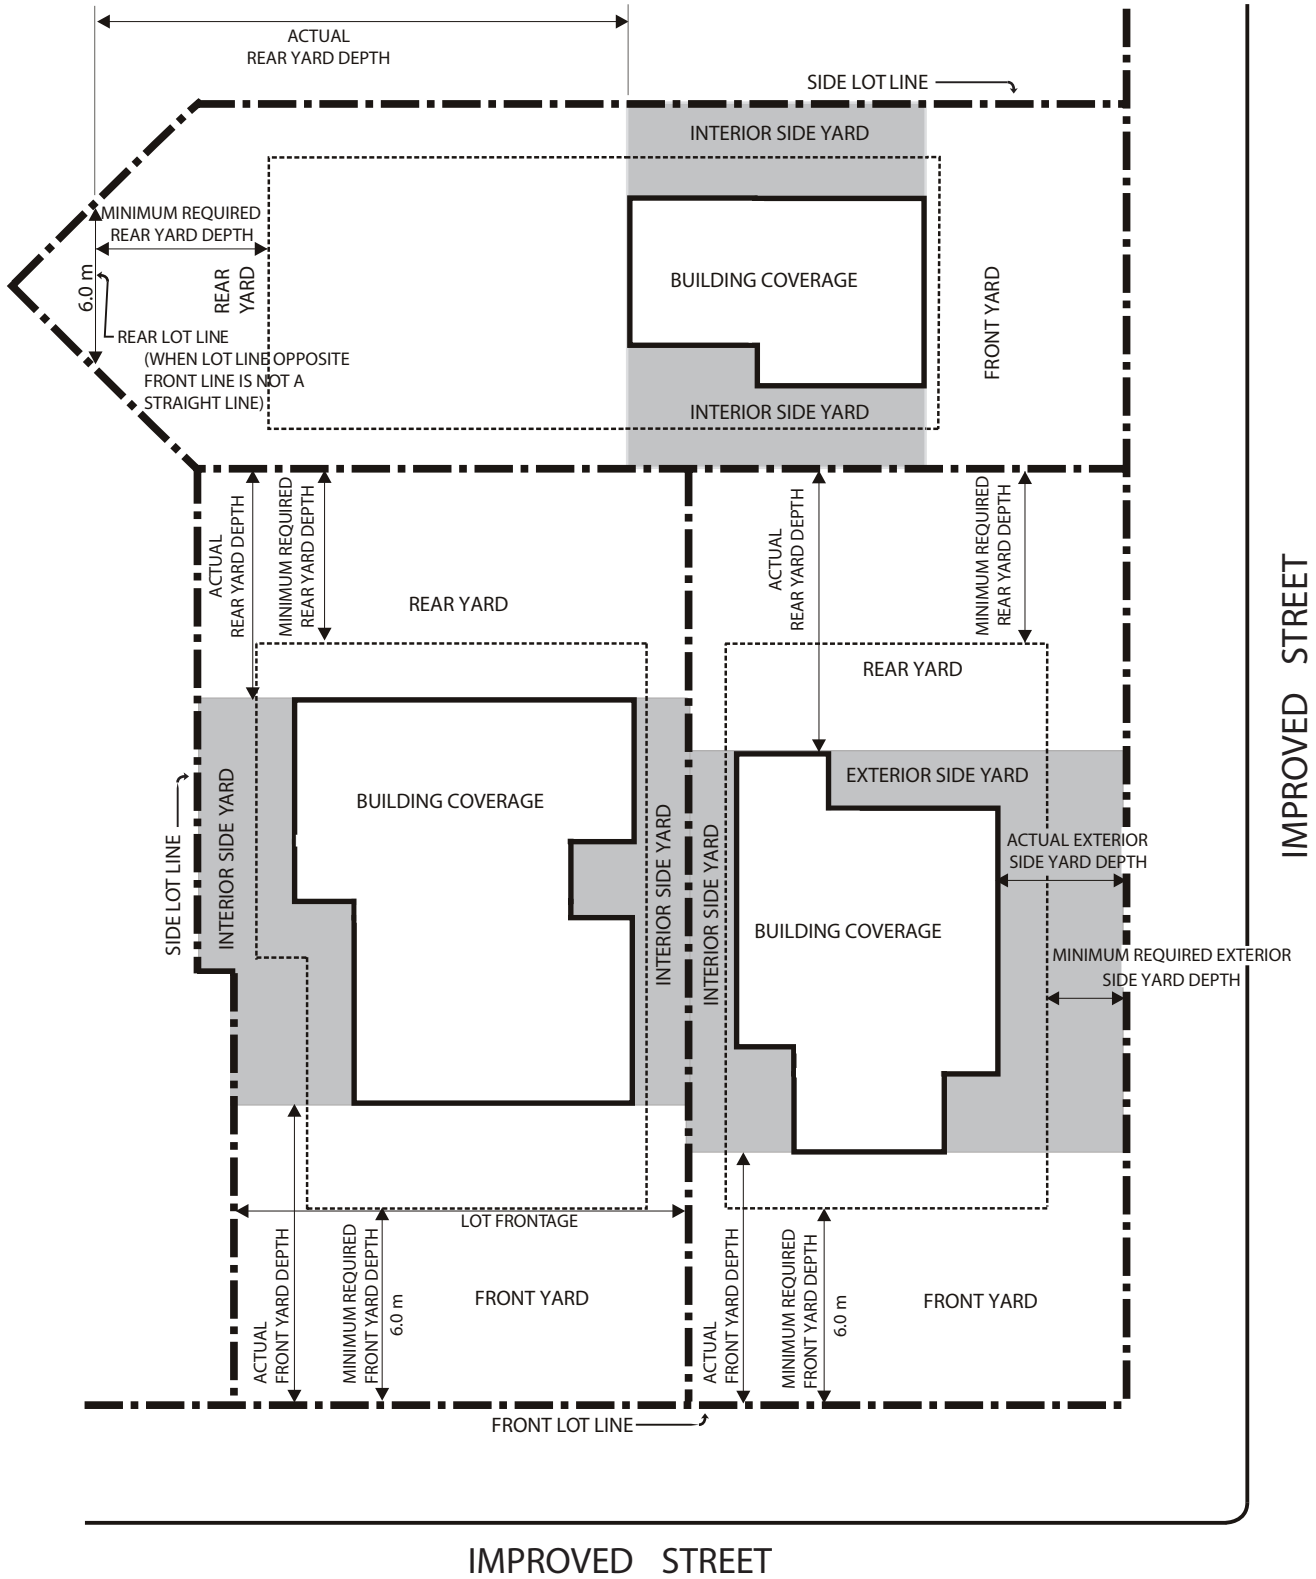 ACTUAL
REAR YARD DEPTH
SIDE LOT LINE
INTERIOR SIDE YARD
MINIMUM REQUIRED
REAR YARD DEPTH
REAR
YARD
6.0 m
BUILDING COVERAGE
FRONT YARD
REAR LOT LINE
(WHEN LOT LINE OPPOSITE
FRONT LINE IS NOT A
STRAIGHT LINE)
INTERIOR SIDE YARD
ACTUAL
REAR YARD DEPTH
MINIMUM REQUIRED
REAR YARD DEPTH
REAR YARD
ACTUAL
REAR YARD DEPTH
MINIMUM REQUIRED
REAR YARD DEPTH
REAR YARD
IMPROVED STREET
SIDE LOT LINE
INTERIOR SIDE YARD
BUILDING COVERAGE
INTERIOR SIDE YARD
INTERIOR SIDE YARD
EXTERIOR SIDE YARD
ACTUAL EXTERIOR
SIDE YARD DEPTH
BUILDING COVERAGE
MINIMUM REQUIRED EXTERIOR
SIDE YARD DEPTH
LOT FRONTAGE
ACTUAL
FRONT YARD DEPTH
MINIMUM REQUIRED
FRONT YARD DEPTH
6.0 m
FRONT YARD
ACTUAL
FRONT YARD DEPTH
MINIMUM REQUIRED
FRONT YARD DEPTH
6.0 m
FRONT YARD
FRONT LOT LINE
IMPROVED STREET